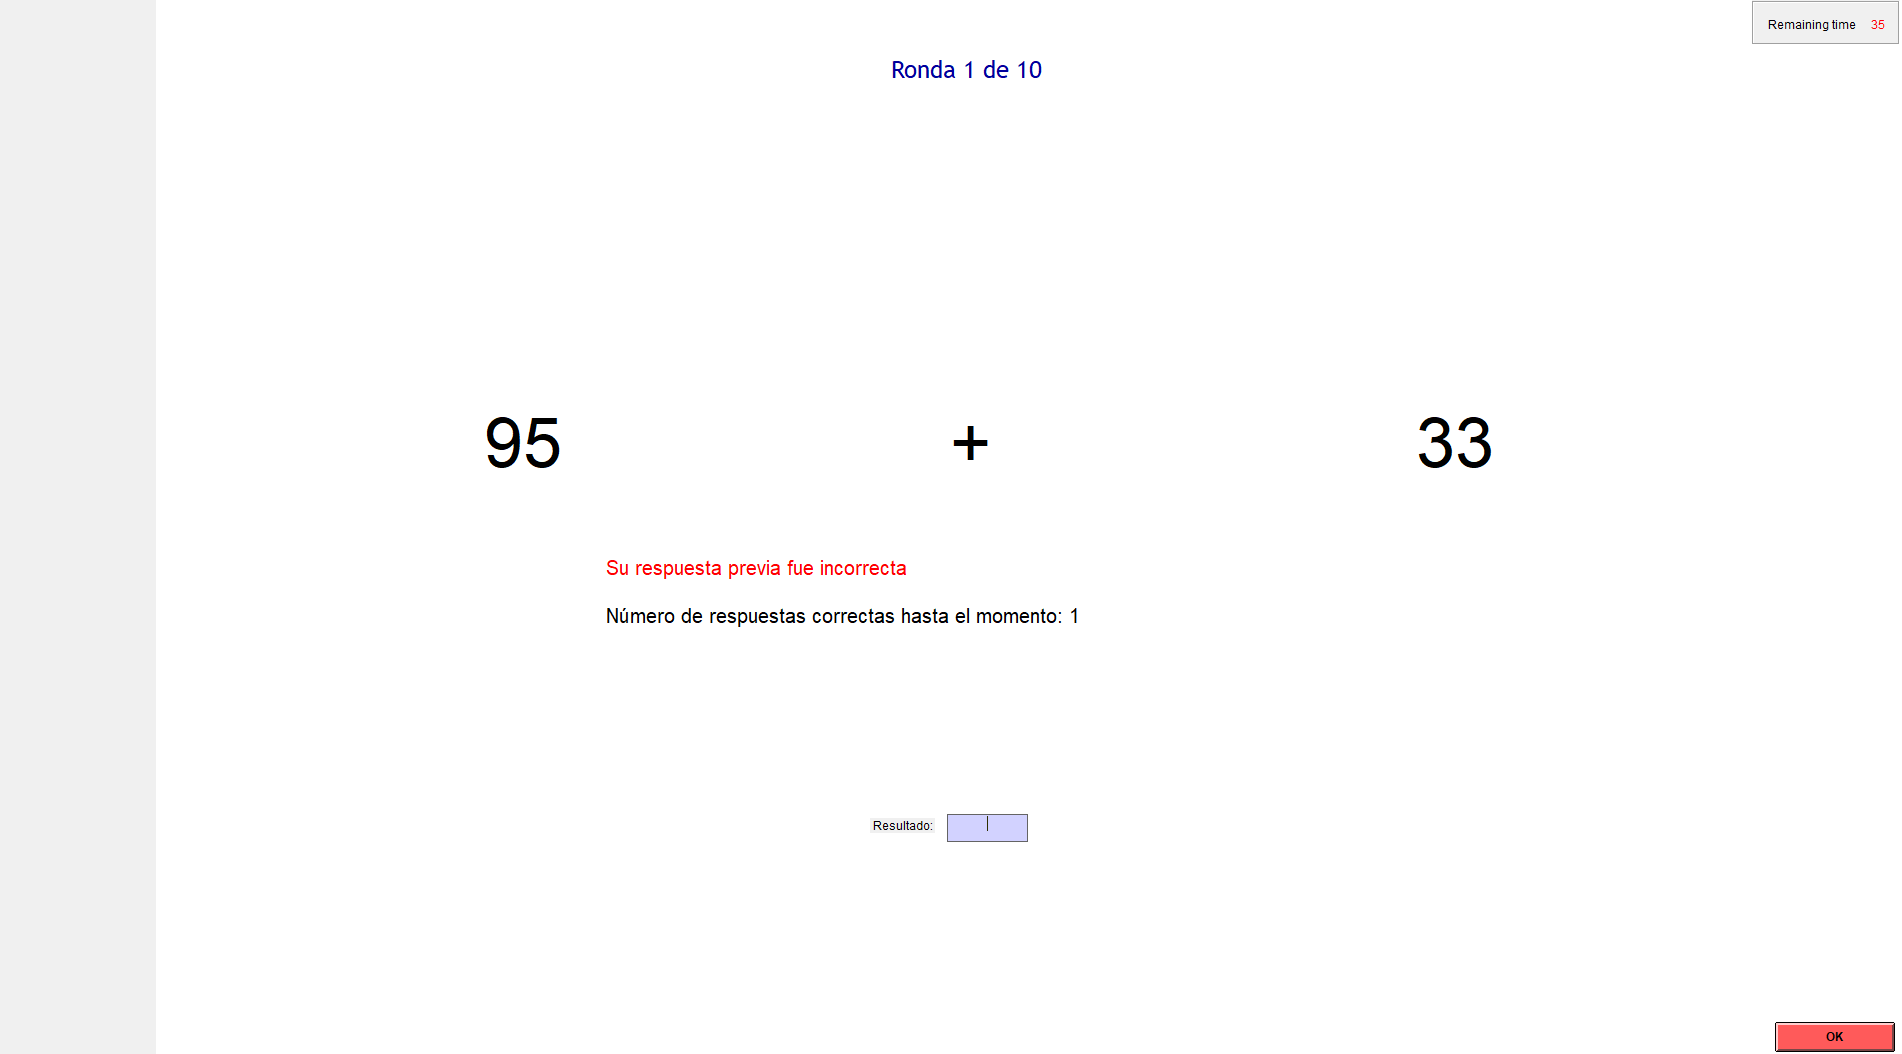 Remaining time 35
Ronda 1 de 10
95 + 33
Su respuesta previa fue incorrecta
Número de respuestas correctas hasta el momento: 1
Resultado:
OK